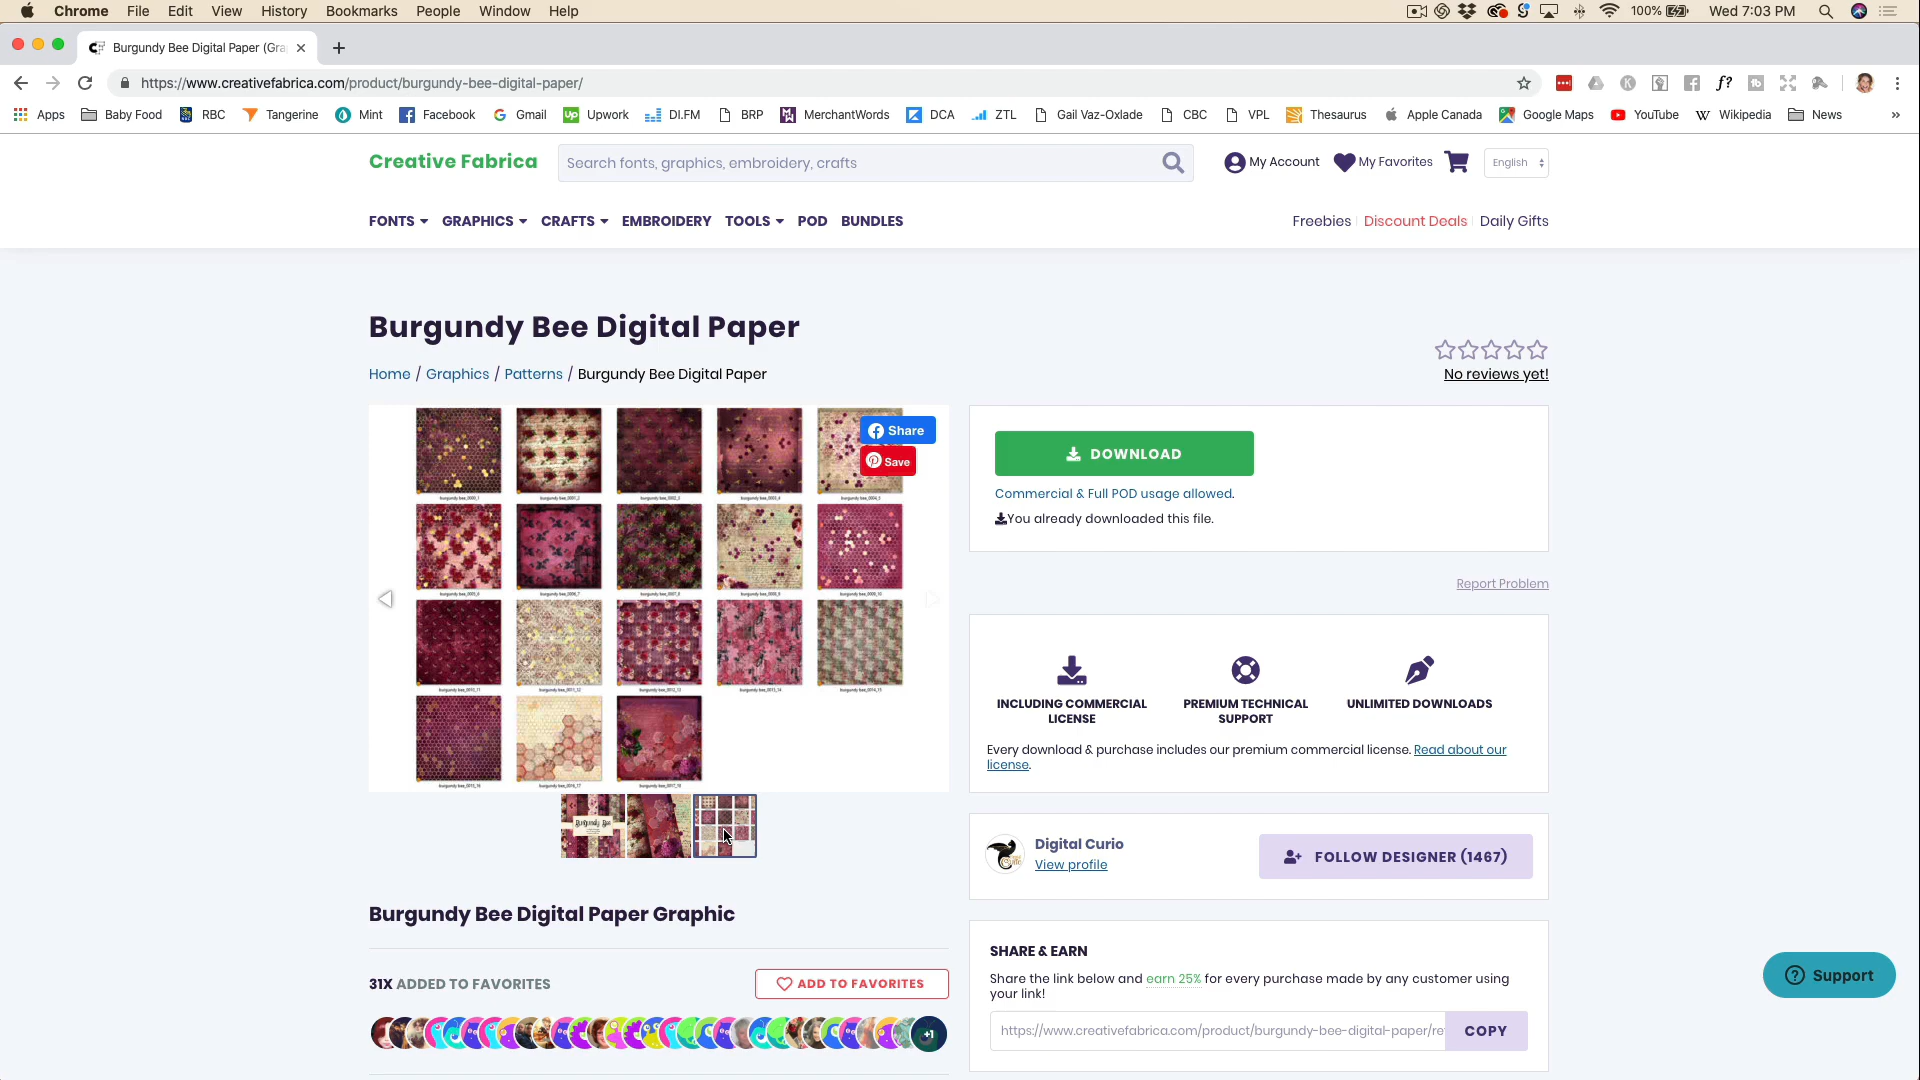 Chrome File Edit View History Bookmarks People Window Help 100% Wed 7:03 PM
Burgundy Bee Digital Paper (Gra
https://www.creativefabrica.com/product/burgundy-bee-digital-paper/
Apps Baby Food RBC Tangerine Mint Facebook Gmail Upwork DI.FM BRP MerchantWords DCA ZTL Gail Vaz-Oxlade CBC VPL Thesaurus Apple Canada Google Maps YouTube Wikipedia News »
Creative Fabrica Search fonts, graphics, embroidery, crafts My Account My Favorites English
FONTS GRAPHICS CRAFTS EMBROIDERY TOOLS POD BUNDLES Freebies Discount Deals Daily Gifts
Burgundy Bee Digital Paper
Home / Graphics / Patterns / Burgundy Bee Digital Paper
No reviews yet!
Share
Save
DOWNLOAD
Commercial & Full POD usage allowed.
You already downloaded this file.
Report Problem
INCLUDING COMMERCIAL LICENSE
PREMIUM TECHNICAL SUPPORT
UNLIMITED DOWNLOADS
Every download & purchase includes our premium commercial license. Read about our
license.
Digital Curio
View profile
FOLLOW DESIGNER (1467)
Burgundy Bee
Burgundy Bee Digital Paper Graphic
31X ADDED TO FAVORITES
ADD TO FAVORITES
+1
SHARE & EARN
Share the link below and earn 25% for every purchase made by any customer using
your link!
https://www.creativefabrica.com/product/burgundy-bee-digital-paper/re
COPY
Support